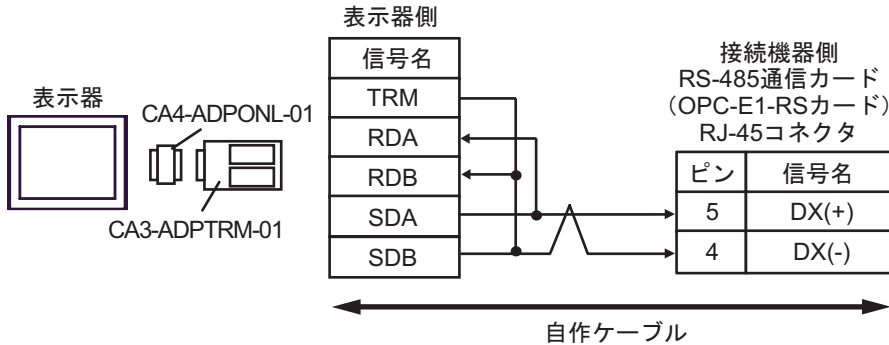 表示器
CA4-ADPONL-01
CA3-ADPTRM-01
表示器側
信号名
TRM
RDA
RDB
SDA
SDB
接続機器側
RS-485通信カード
（OPC-E1-RSカード）
RJ-45コネクタ
ピン 信号名
5 DX(+)
4 DX(-)
自作ケーブル